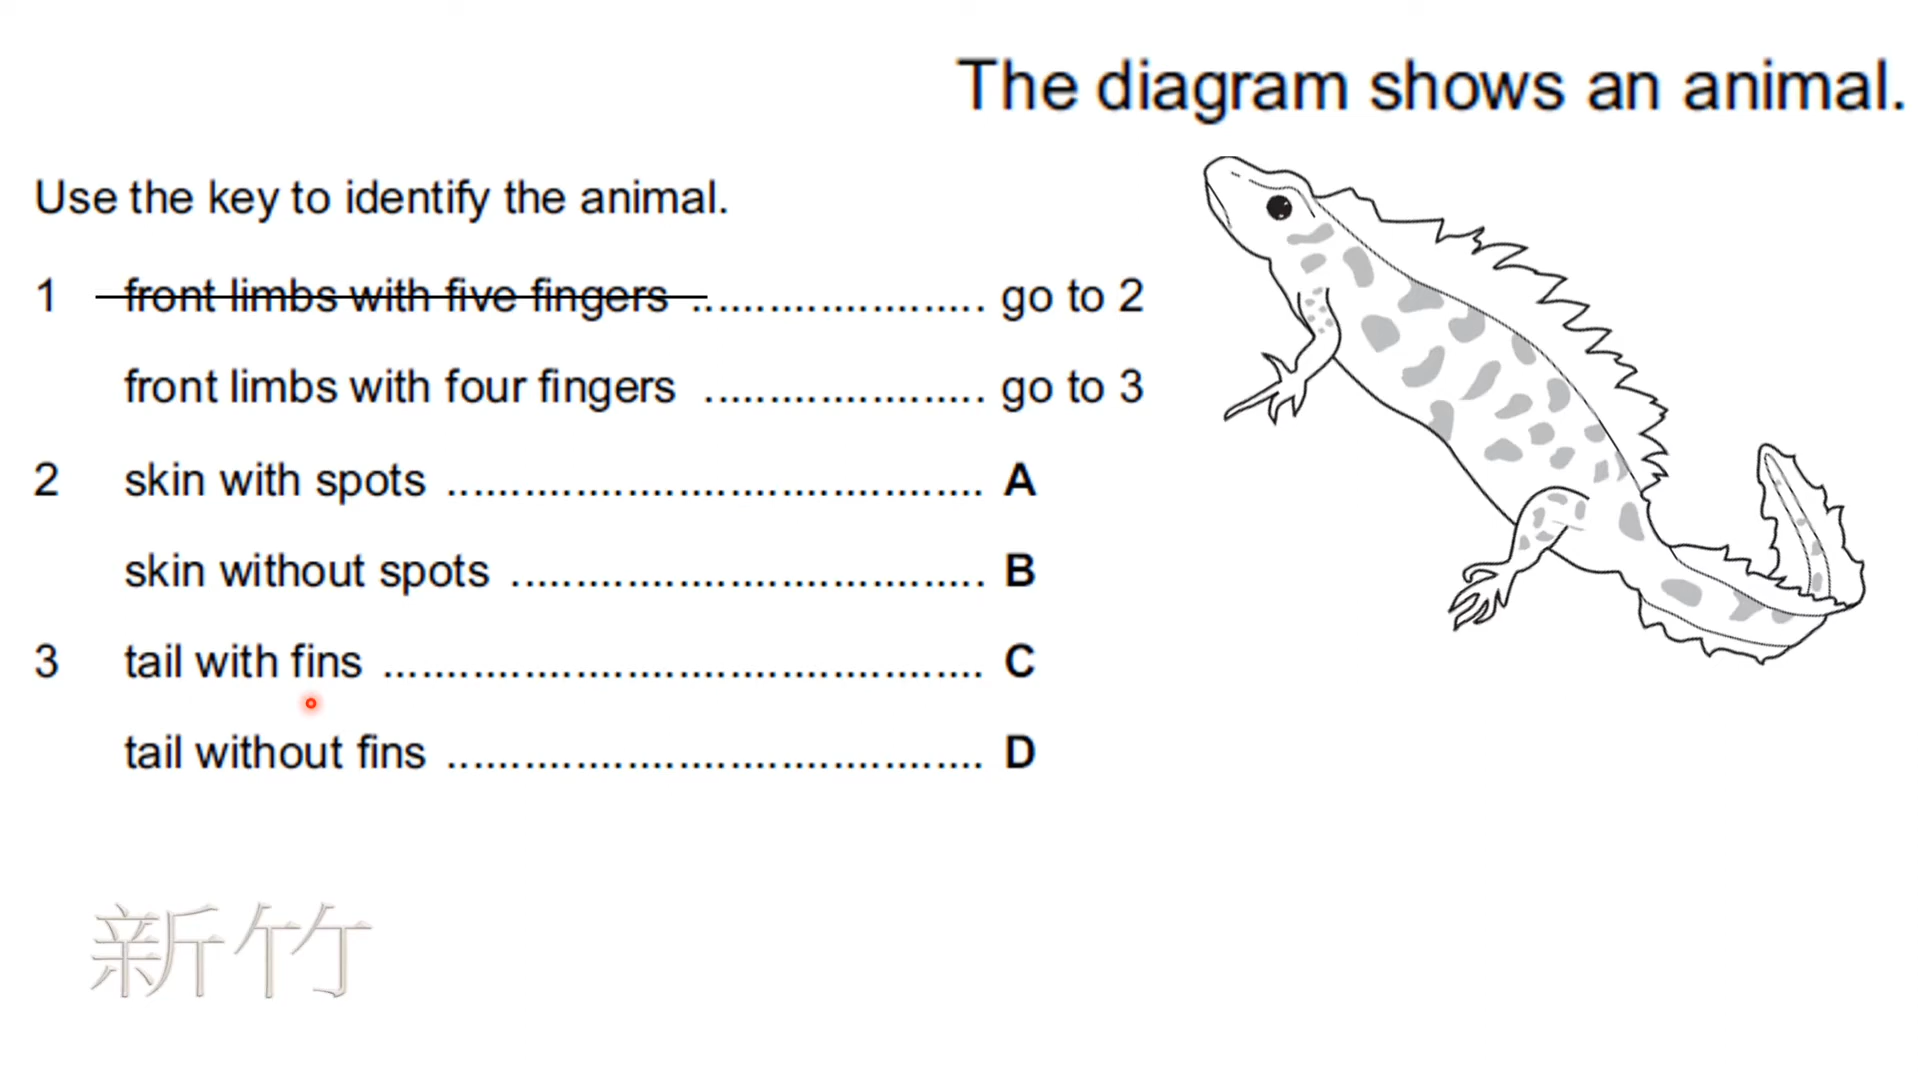 The diagram shows an animal.
Use the key to identify the animal.
1 front limbs with five fingers ....................... go to 2
front limbs with four fingers ...................... go to 3
2 skin with spots .......................................... A
skin without spots ..................................... B
3 tail with fins ............................................... C
tail without fins .......................................... D
新竹